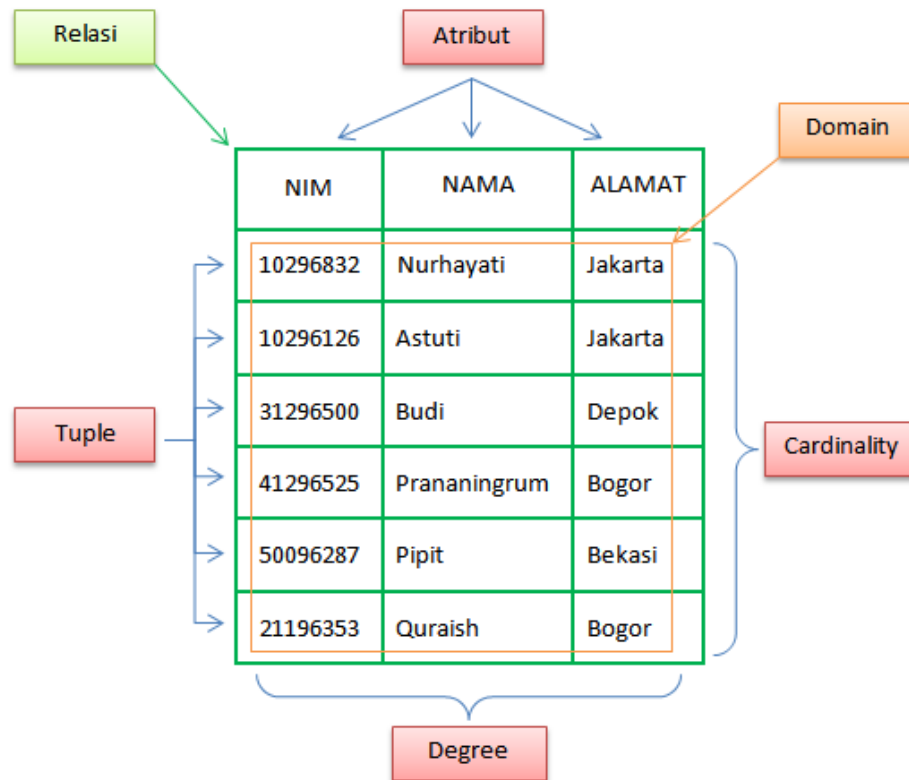 Relasi
Atribut
Domain
NIM NAMA ALAMAT
10296832 Nurhayati Jakarta
10296126 Astuti Jakarta
31296500 Budi Depok
Tuple
Cardinality
41296525 Prananingrum Bogor
50096287 Pipit Bekasi
21196353 Quraish Bogor
Degree